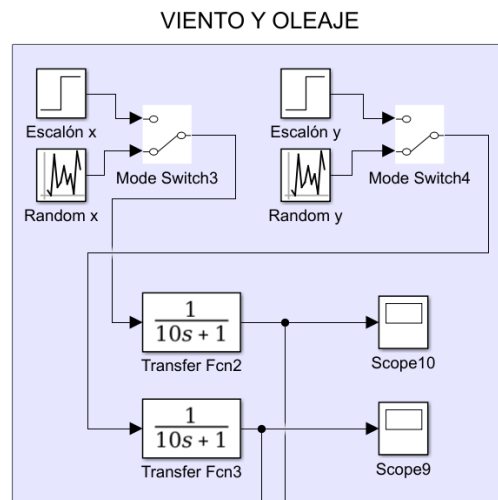 VIENTO Y OLEAJE
Escalón x
Random x
Mode Switch3
Escalón y
Random y
Mode Switch4
1
10s + 1
Transfer Fcn2
Scope10
1
10s + 1
Transfer Fcn3
Scope9